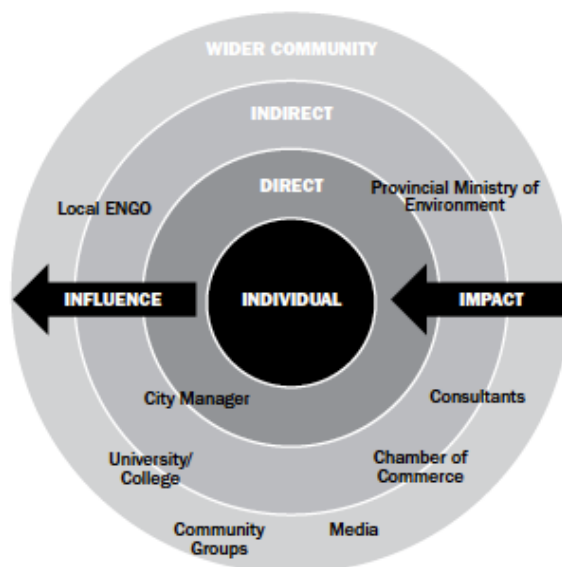 WIDER COMMUNITY
INDIRECT
DIRECT
Provincial Ministry of
Environment
Local ENGO
INFLUENCE
INDIVIDUAL
IMPACT
City Manager
Consultants
University/
College
Chamber of
Commerce
Community
Groups
Media